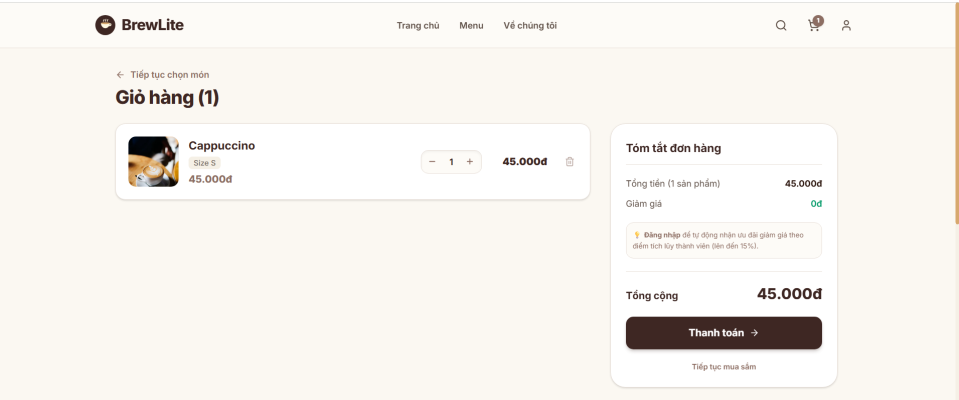 BrewLite
Trang chủ
Menu
Về chúng tôi
1
← Tiếp tục chọn món
Giỏ hàng (1)
Cappuccino
Size S
45.000đ
− 1 +
45.000đ
Tóm tắt đơn hàng
Tổng tiền (1 sản phẩm) 45.000đ
Giảm giá 0đ
💡 Đăng nhập để tự động nhận ưu đãi giảm giá theo
điểm tích lũy thành viên (lên đến 15%).
Tổng cộng 45.000đ
Thanh toán →
Tiếp tục mua sắm